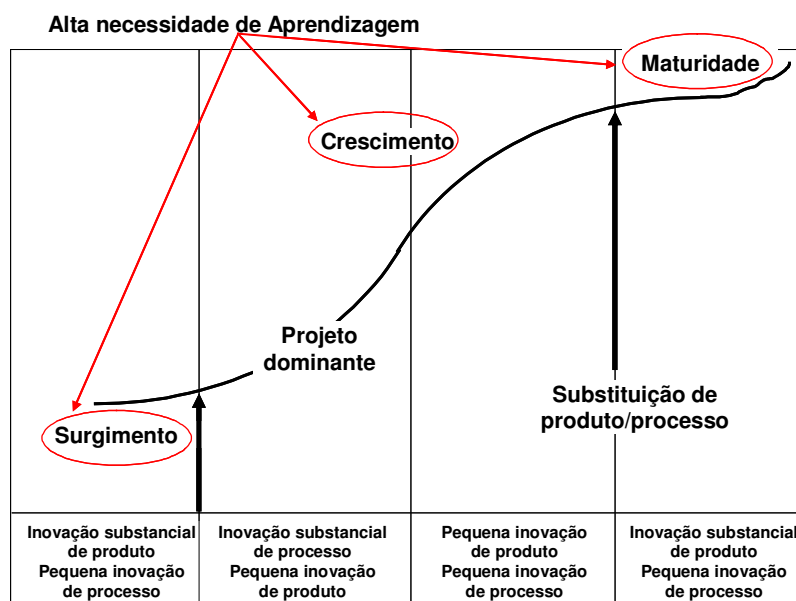 Alta necessidade de Aprendizagem
Maturidade
Crescimento
Projeto
dominante
Substituição de
produto/processo
Surgimento
Inovação substancial
de produto
Pequena inovação
de processo
Inovação substancial
de processo
Pequena inovação
de produto
Pequena inovação
de produto
Pequena inovação
de processo
Inovação substancial
de produto
Pequena inovação
de processo